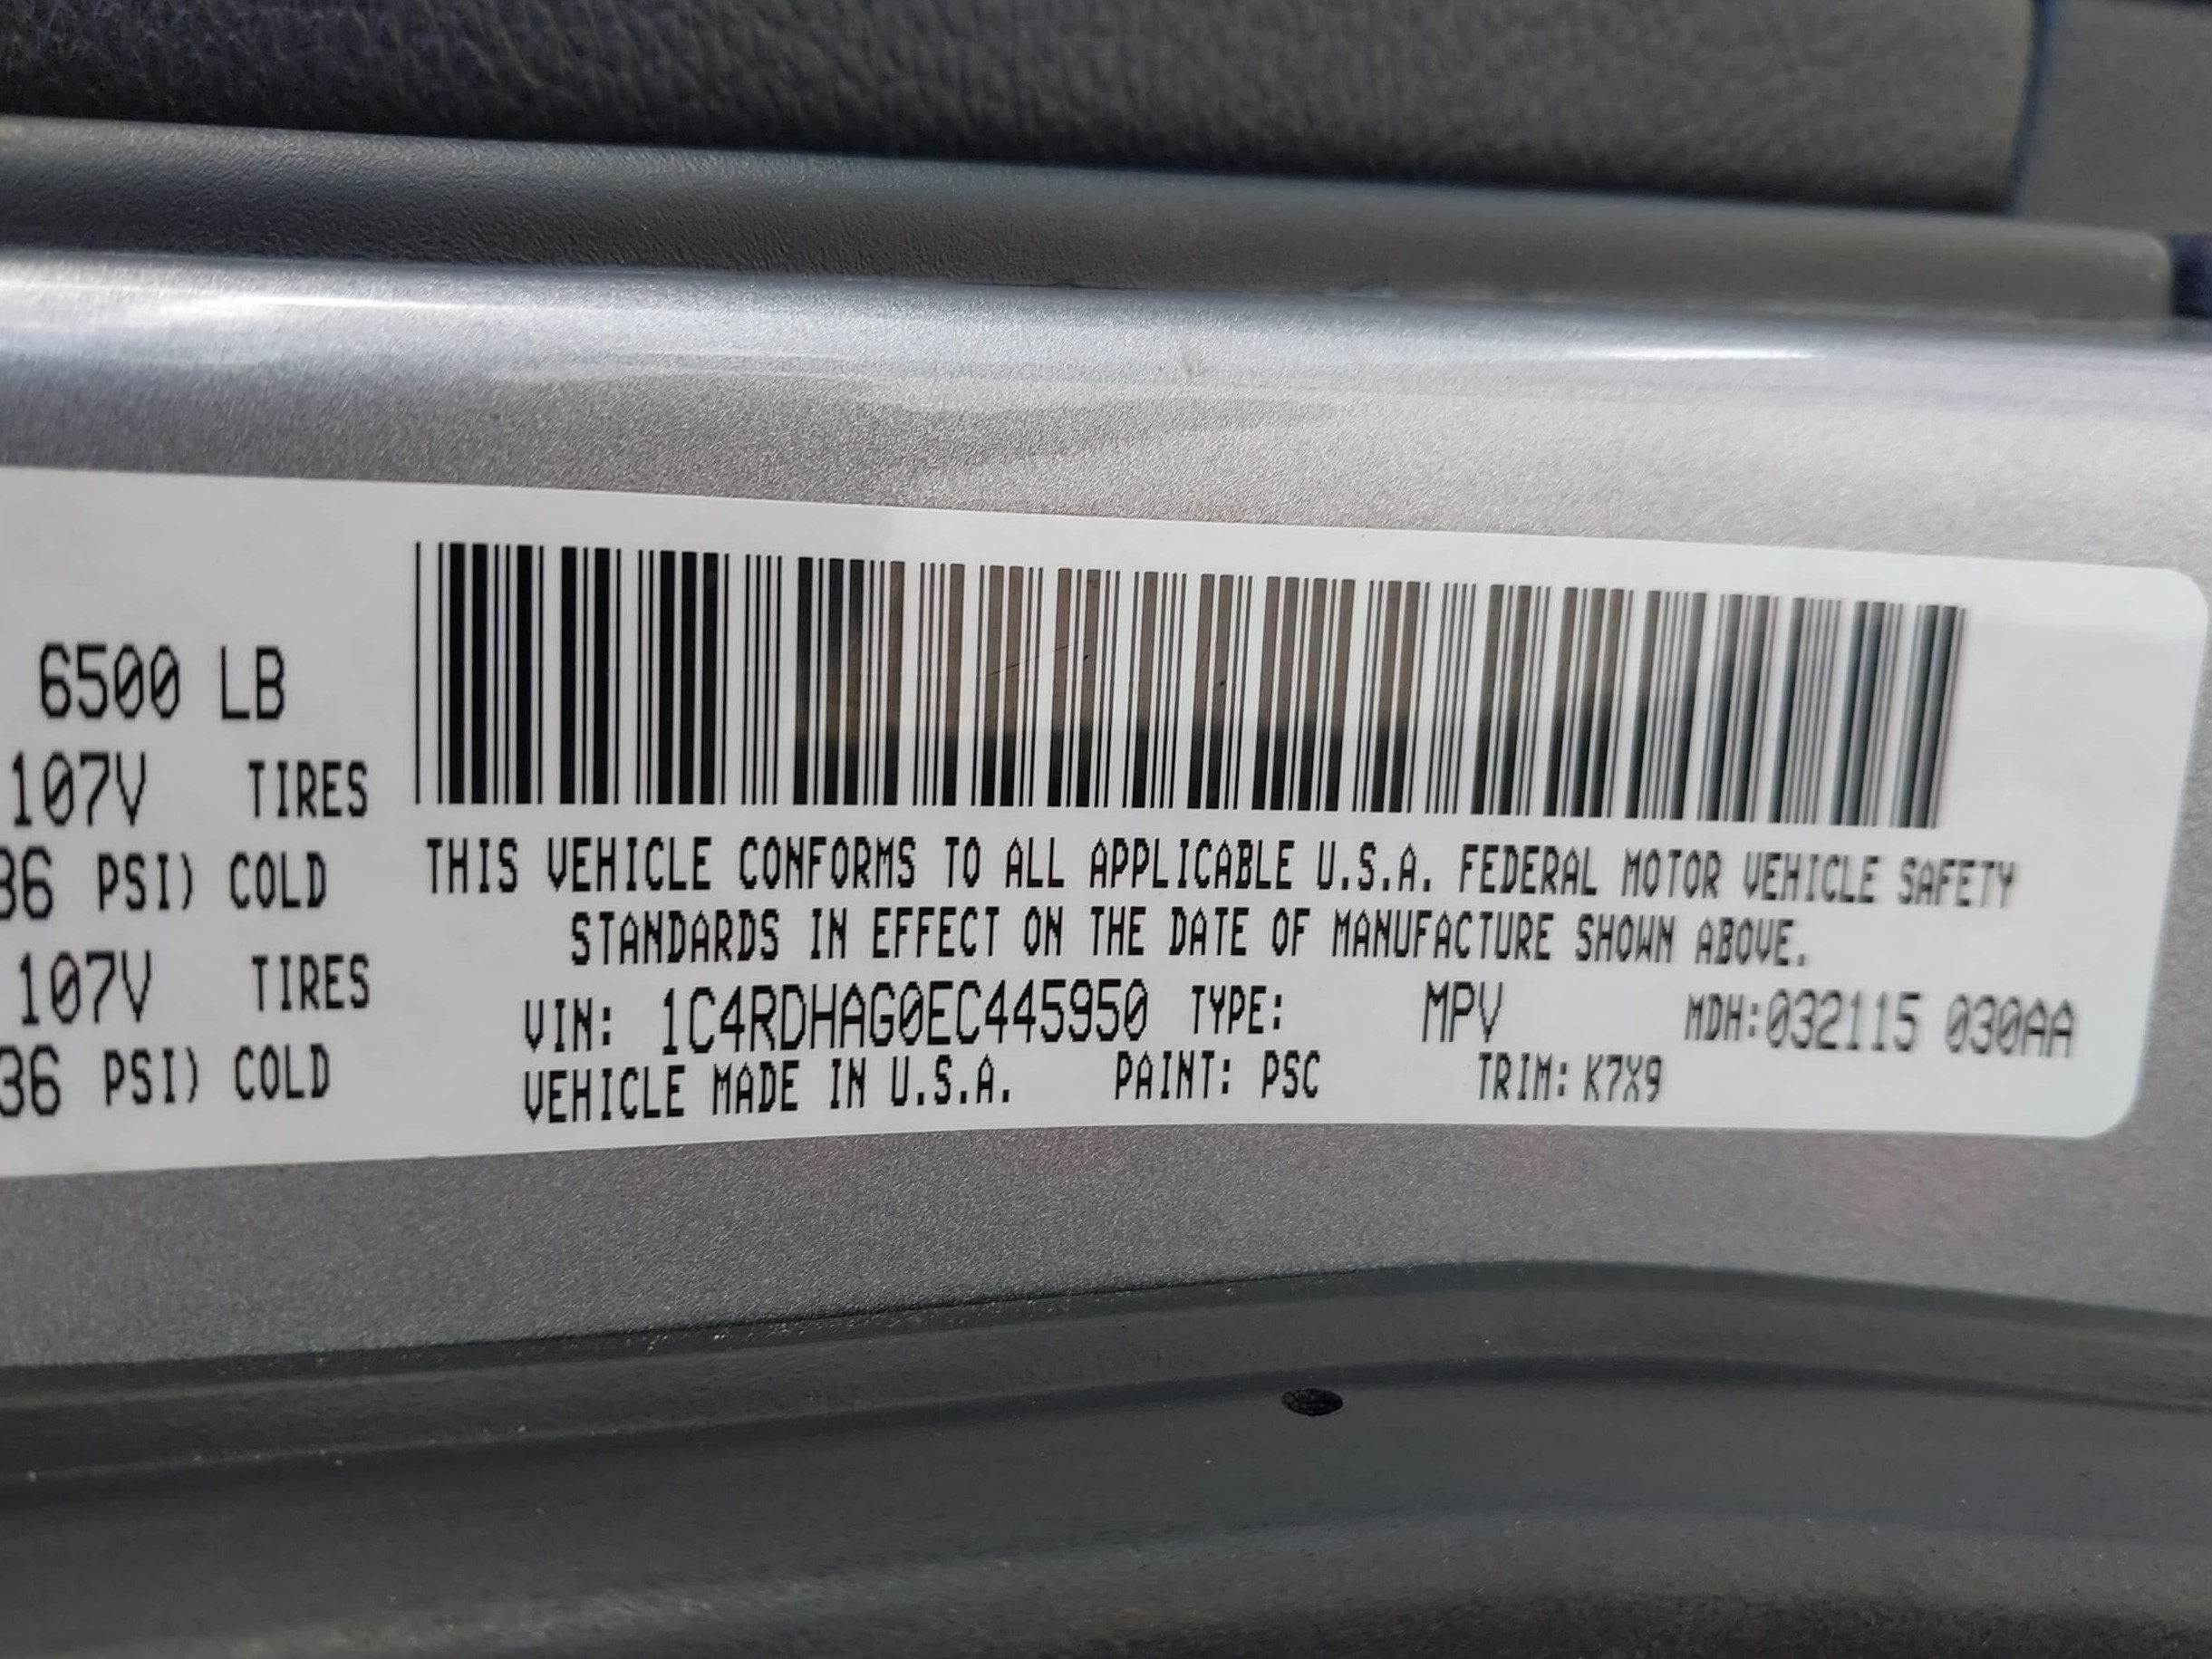 6500 LB
107V TIRES
36 PSI) COLD
107V TIRES
36 PSI) COLD
THIS VEHICLE CONFORMS TO ALL APPLICABLE U.S.A. FEDERAL MOTOR VEHICLE SAFETY
STANDARDS IN EFFECT ON THE DATE OF MANUFACTURE SHOWN ABOVE.
VIN: 1C4RDHAG0EC445950 TYPE: MPV MDH:032115 030AA
VEHICLE MADE IN U.S.A. PAINT: PSC TRIM: K7X9